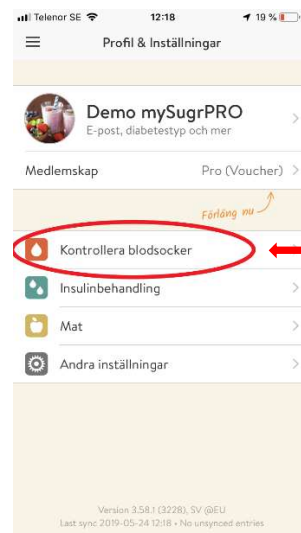 Telenor SE 12:18 19 %
Profil & Inställningar
Demo mySugrPRO
E-post, diabetestyp och mer
Medlemskap Pro (Voucher)
Förläng nu
Kontrollera blodsocker
Insulinbehandling
Mat
Andra inställningar
Version 3.58.1 (3228), SV @EU
Last sync 2019-05-24 12:18 • No unsynced entries